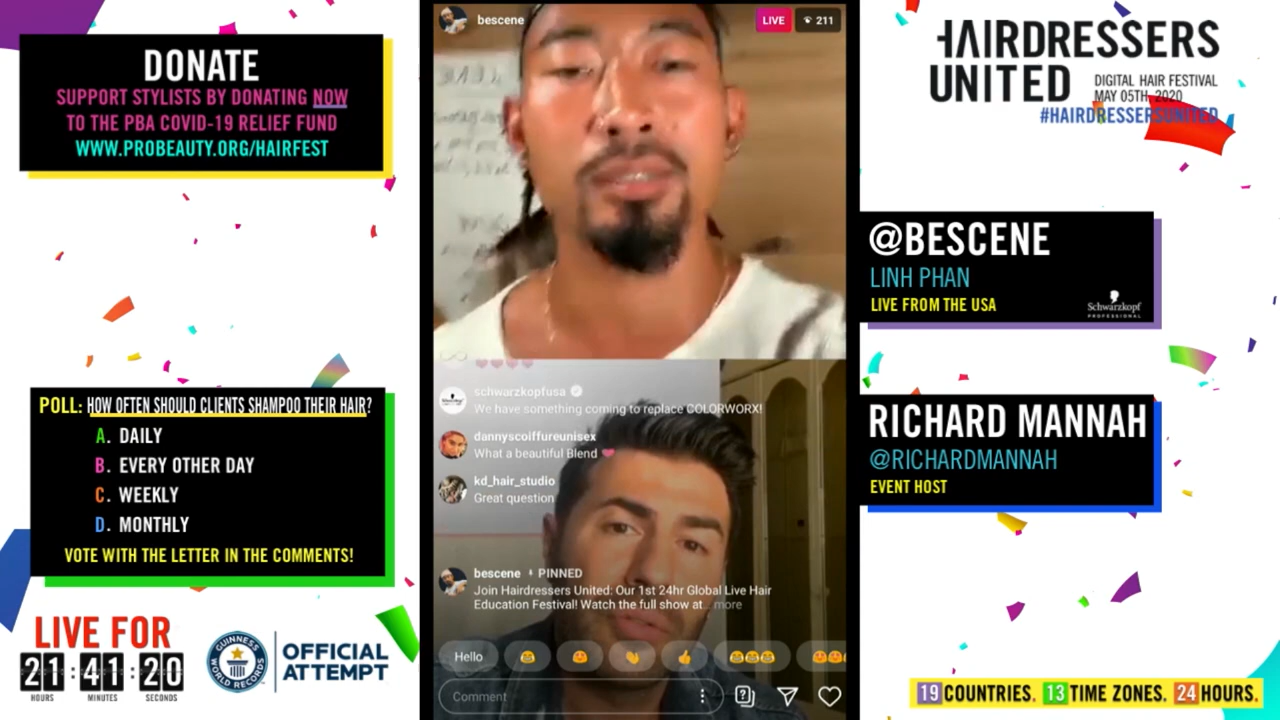 DONATE
SUPPORT STYLISTS BY DONATING NOW
TO THE PBA COVID-19 RELIEF FUND
WWW.PROBEAUTY.ORG/HAIRFEST
POLL: HOW OFTEN SHOULD CLIENTS SHAMPOO THEIR HAIR?
A. DAILY
B. EVERY OTHER DAY
C. WEEKLY
D. MONTHLY
VOTE WITH THE LETTER IN THE COMMENTS!
LIVE FOR
21:41:20
HOURS MINUTES SECONDS
GUINNESS WORLD RECORDS
OFFICIAL
ATTEMPT
bescene
LIVE
211
schwarzkopfusa
We have something coming to replace COLORWORX!
dannyscoiffeunisex
What a beautiful Blend ❤
kd_hair_studio
Great question
bescene PINNED
Join Hairdressers United: Our 1st 24hr Global Live Hair
Education Festival! Watch the full show at... more
Hello
Comment
HAIRDRESSERS
UNITED
DIGITAL HAIR FESTIVAL
MAY 05TH, 2020
#HAIRDRESSERSUNITED
@BESCENE
LINH PHAN
LIVE FROM THE USA
Schwarzkopf
PROFESSIONAL
RICHARD MANNAH
@RICHARDMANNAH
EVENT HOST
19 COUNTRIES. 13 TIME ZONES. 24 HOURS.